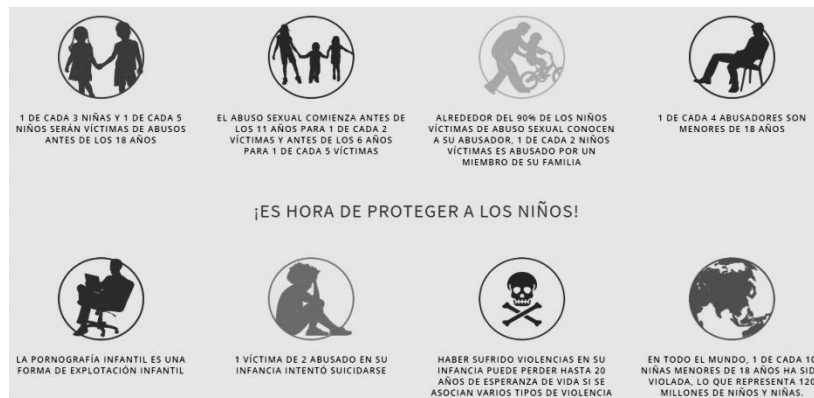 1 DE CADA 3 NIÑAS Y 1 DE CADA 5
NIÑOS SERÁN VÍCTIMAS DE ABUSOS
ANTES DE LOS 18 AÑOS
EL ABUSO SEXUAL COMIENZA ANTES DE
LOS 11 AÑOS PARA 1 DE CADA 2
VÍCTIMAS Y ANTES DE LOS 6 AÑOS
PARA 1 DE CADA 5 VÍCTIMAS
ALREDEDOR DEL 90% DE LOS NIÑOS
VÍCTIMAS DE ABUSO SEXUAL CONOCEN
A SU ABUSADOR, 1 DE CADA 2 NIÑOS
VÍCTIMAS ES ABUSADO POR UN
MIEMBRO DE SU FAMILIA
1 DE CADA 4 ABUSADORES SON
MENORES DE 18 AÑOS
¡ES HORA DE PROTEGER A LOS NIÑOS!
LA PORNOGRAFÍA INFANTIL ES UNA
FORMA DE EXPLOTACIÓN INFANTIL
1 VÍCTIMA DE 2 ABUSADO EN SU
INFANCIA INTENTÓ SUICIDARSE
HABER SUFRIDO VIOLENCIAS EN SU
INFANCIA PUEDE PERDER HASTA 20
AÑOS DE ESPERANZA DE VIDA SI SE
ASOCIAN VARIOS TIPOS DE VIOLENCIA
EN TODO EL MUNDO, 1 DE CADA 10
NIÑAS MENORES DE 18 AÑOS HA SID
VIOLADA, LO QUE REPRESENTA 120
MILLONES DE NIÑOS Y NIÑAS.